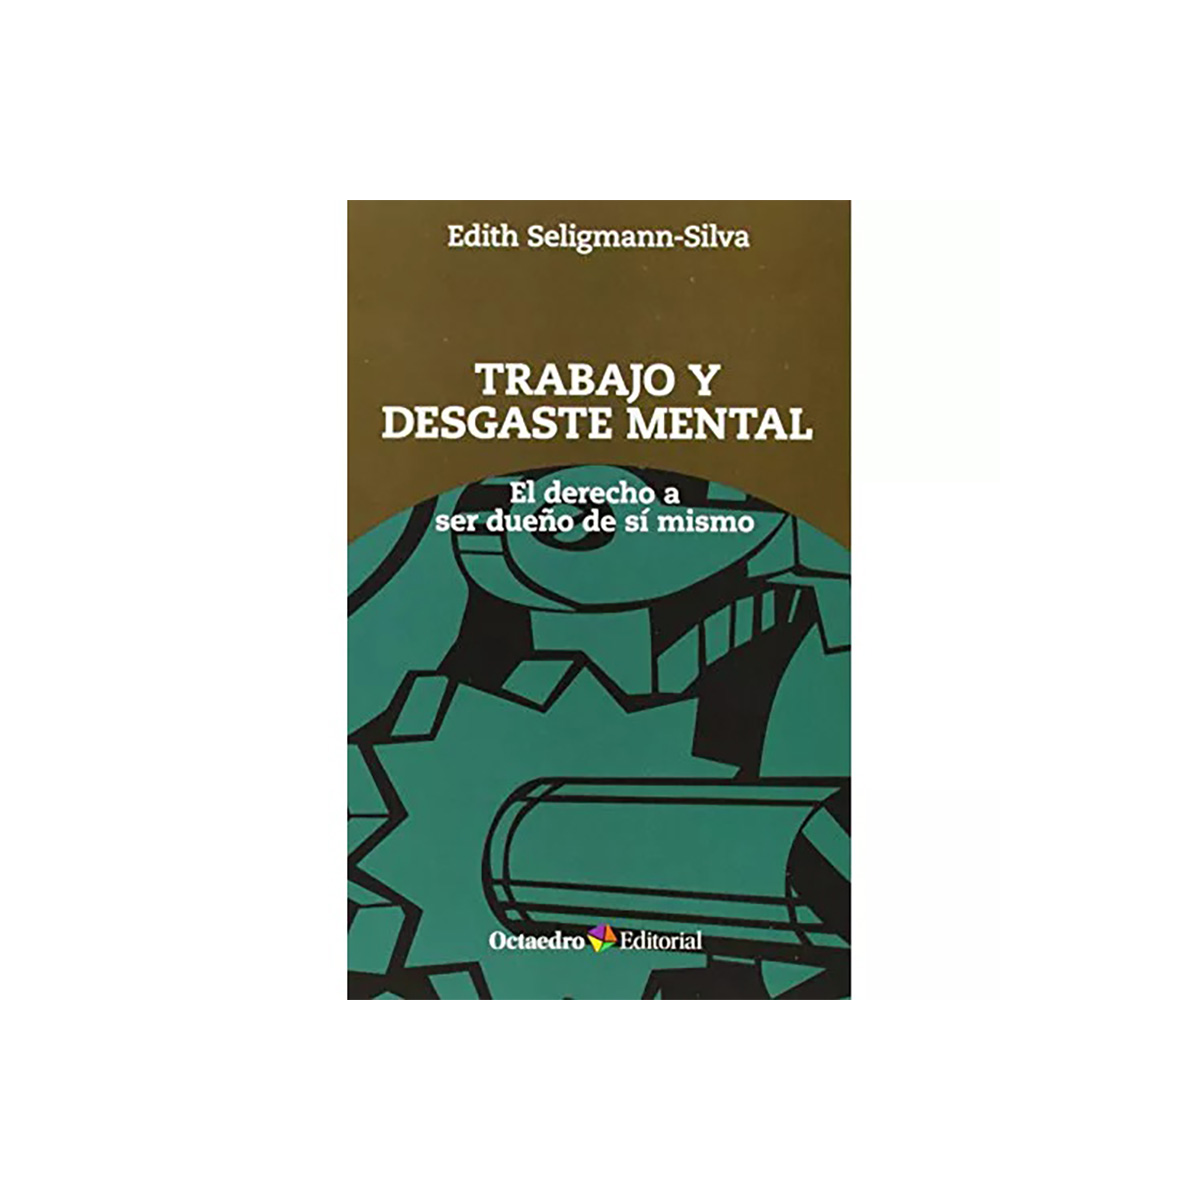 Edith Seligmann-Silva
TRABAJO Y
DESGASTE MENTAL
El derecho a
ser dueño de sí mismo
Octaedro Editorial